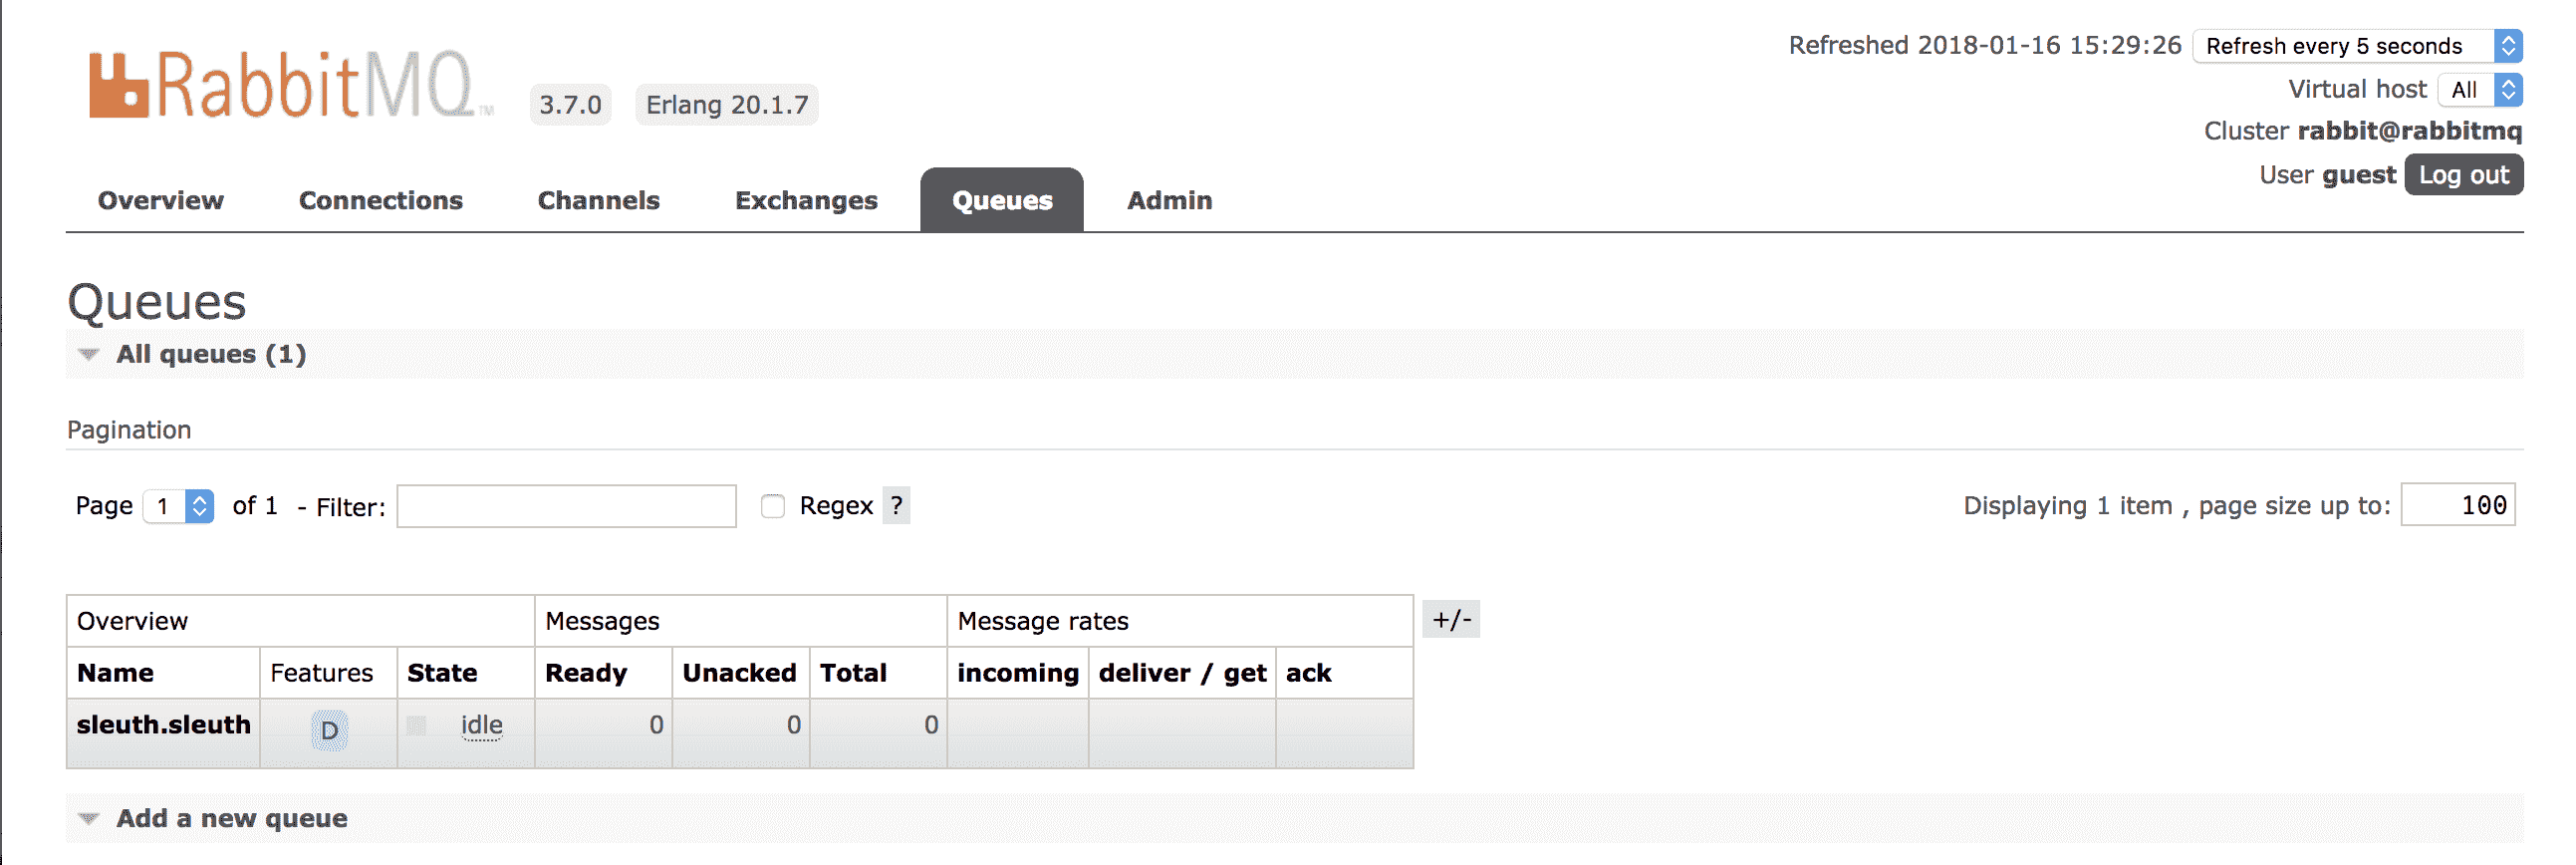 Refreshed 2018-01-16 15:29:26 Refresh every 5 seconds
RabbitMQ™ 3.7.0 Erlang 20.1.7
Virtual host All
Cluster rabbit@rabbitmq
User guest Log out
Overview Connections Channels Exchanges Queues Admin
Queues
All queues (1)
Pagination
Page 1 of 1 - Filter: Regex ? Displaying 1 item , page size up to: 100
Overview Messages Message rates +/-
Name Features State Ready Unacked Total incoming deliver / get ack
sleuth.sleuth D idle 0 0 0
Add a new queue